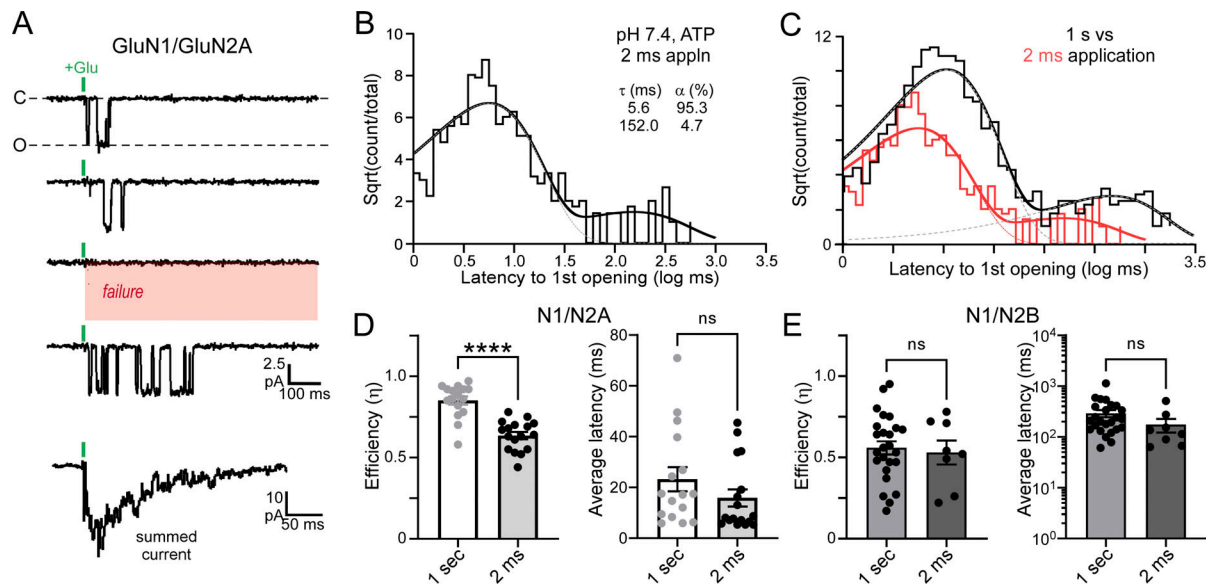 A
GluN1/GluN2A
+Glu
C
O
failure
2.5
pA
100 ms
10
pA
50 ms
summed
current
B
pH 7.4, ATP
2 ms appln
τ (ms) α (%)
5.6 95.3
152.0 4.7
Sqrt(count/total)
10
8
6
4
2
0
0 0.5 1.0 1.5 2.0 2.5 3.0 3.5
Latency to 1st opening (log ms)
C
1 s vs
2 ms application
Sqrt(count/total)
12
0
0 3.5
Latency to 1st opening (log ms)
D
N1/N2A
****
Efficiency (η)
1.0
0.5
0.0
1 sec
2 ms
ns
Average latency (ms)
80
60
40
20
0
1 sec
2 ms
E
N1/N2B
ns
Efficiency (η)
1.0
0.5
0.0
1 sec
2 ms
ns
Average latency (ms)
10⁴
10³
10²
10¹
10⁰
1 sec
2 ms